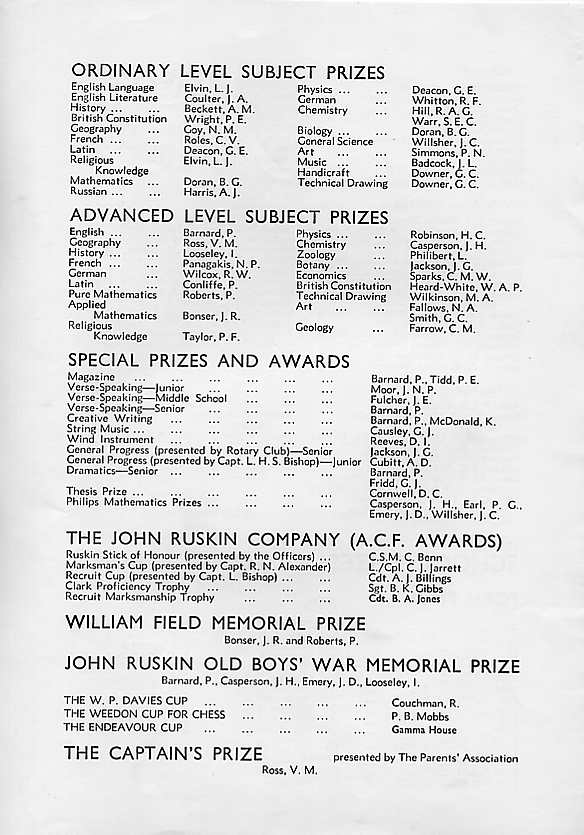 ORDINARY LEVEL SUBJECT PRIZES
English Language Elvin, L. J.
English Literature Coulter, J. A.
History ... ... Beckett, A. M.
British Constitution Wright, P. E.
Geography ... Goy, N. M.
French ... ... Roles, C. V.
Latin ... ... Deacon, G. E.
Religious Elvin, L. J.
Knowledge
Mathematics ... Doran, B. G.
Russian ... ... Harris, A. J.
Physics ... ... Deacon, G. E.
German ... Whitton, R. F.
Chemistry ... Hill, R. A. G.
Warr, S. E. C.
Biology ... ... Doran, B. G.
General Science Willsher, J. C.
Art ... ... Simmons, P. N.
Music ... ... Badcock, J. L.
Handicraft ... Downer, G. C.
Technical Drawing Downer, G. C.
ADVANCED LEVEL SUBJECT PRIZES
English ... ... Barnard, P.
Geography ... Ross, V. M.
History ... ... Looseley, I.
French ... ... Panagakis, N. P.
German ... Wilcox, R. W.
Latin ... ... Conliffe, P.
Pure Mathematics Roberts, P.
Applied
Mathematics Bonser, J. R.
Religious
Knowledge Taylor, P. F.
Physics ... ... Robinson, H. C.
Chemistry ... Casperson, J. H.
Zoology ... Philibert, L.
Botany ... ... Jackson, J. G.
Economics ... Sparks, C. M. W.
British Constitution Heard-White, W. A. P.
Technical Drawing Wilkinson, M. A.
Art ... ... Fallows, N. A.
Smith, G. C.
Geology ... Farrow, C. M.
SPECIAL PRIZES AND AWARDS
Magazine ... ... ... ... ... ... Barnard, P., Tidd, P. E.
Verse-Speaking—Junior ... ... ... ... Moor, J. N. P.
Verse-Speaking—Middle School ... ... ... Fulcher, J. E.
Verse-Speaking—Senior ... ... ... Barnard, P.
Creative Writing ... ... ... ... ... Barnard, P., McDonald, K.
String Music ... ... ... ... ... ... Causley, G. J.
Wind Instrument ... ... ... ... ... Reeves, D. I.
General Progress (presented by Rotary Club)—Senior Jackson, J. G.
General Progress (presented by Capt. L. H. S. Bishop)—Junior Cubitt, A. D.
Dramatics—Senior ... ... ... ... ... Barnard, P.
Fridd, G. J.
Thesis Prize ... ... ... ... ... ... Cornwell, D. C.
Philips Mathematics Prizes ... ... ... ... Casperson, J. H., Earl, P. G.,
Emery, J. D., Willsher, J. C.
THE JOHN RUSKIN COMPANY (A.C.F. AWARDS)
Ruskin Stick of Honour (presented by the Officers) ... C.S.M. C. Benn
Marksman's Cup (presented by Capt. R. N. Alexander) L./Cpl. C. J. Jarrett
Recruit Cup (presented by Capt. L. Bishop) ... ... Cdt. A. J. Billings
Clark Proficiency Trophy ... ... ... ... Sgt. B. K. Gibbs
Recruit Marksmanship Trophy ... ... ... Cdt. B. A. Jones
WILLIAM FIELD MEMORIAL PRIZE
Bonser, J. R. and Roberts, P.
JOHN RUSKIN OLD BOYS' WAR MEMORIAL PRIZE
Barnard, P., Casperson, J. H., Emery, J. D., Looseley, I.
THE W. P. DAVIES CUP ... ... ... ... ... Couchman, R.
THE WEEDON CUP FOR CHESS ... ... ... ... P. B. Mobbs
THE ENDEAVOUR CUP ... ... ... ... ... Gamma House
THE CAPTAIN'S PRIZE presented by The Parents' Association
Ross, V. M.